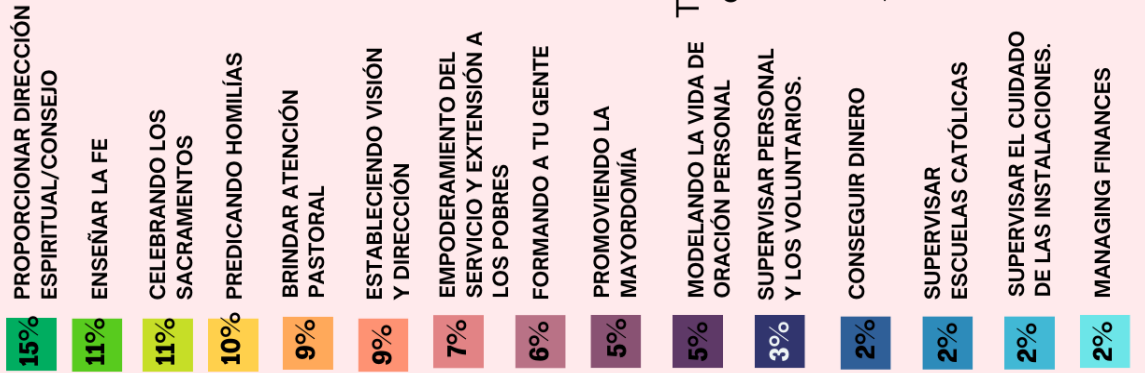 15%
PROPORCIONAR DIRECCIÓN
ESPIRITUAL/CONSEJO
11%
ENSEÑAR LA FE
11%
CELEBRANDO LOS
SACRAMENTOS
10%
PREDICANDO HOMILÍAS
9%
BRINDAR ATENCIÓN
PASTORAL
9%
ESTABLECIENDO VISIÓN
Y DIRECCIÓN
7%
EMPODERAMIENTO DEL
SERVICIO Y EXTENSIÓN A
LOS POBRES
6%
FORMANDO A TU GENTE
5%
PROMOVIENDO LA
MAYORDOMÍA
5%
MODELANDO LA VIDA DE
ORACIÓN PERSONAL
3%
SUPERVISAR PERSONAL
Y LOS VOLUNTARIOS.
2%
CONSEGUIR DINERO
2%
SUPERVISAR
ESCUELAS CATÓLICAS
2%
SUPERVISAR EL CUIDADO
DE LAS INSTALACIONES.
2%
MANAGING FINANCES